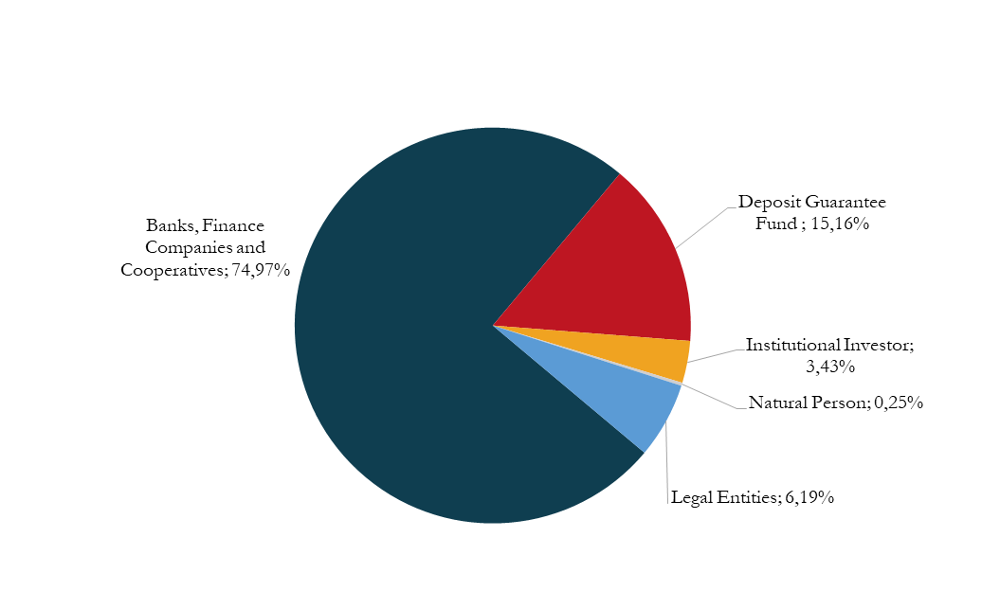 Banks, Finance
Companies and
Cooperatives; 74,97%
Deposit Guarantee
Fund ; 15,16%
Institutional Investor;
3,43%
Natural Person; 0,25%
Legal Entities; 6,19%